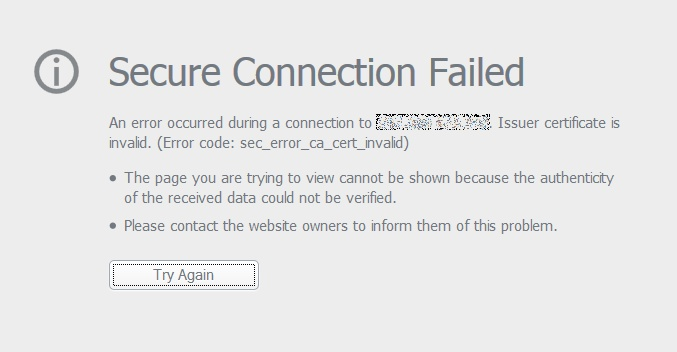 Secure Connection Failed
An error occurred during a connection to . Issuer certificate is
invalid. (Error code: sec_error_ca_cert_invalid)
• The page you are trying to view cannot be shown because the authenticity
of the received data could not be verified.
• Please contact the website owners to inform them of this problem.
Try Again